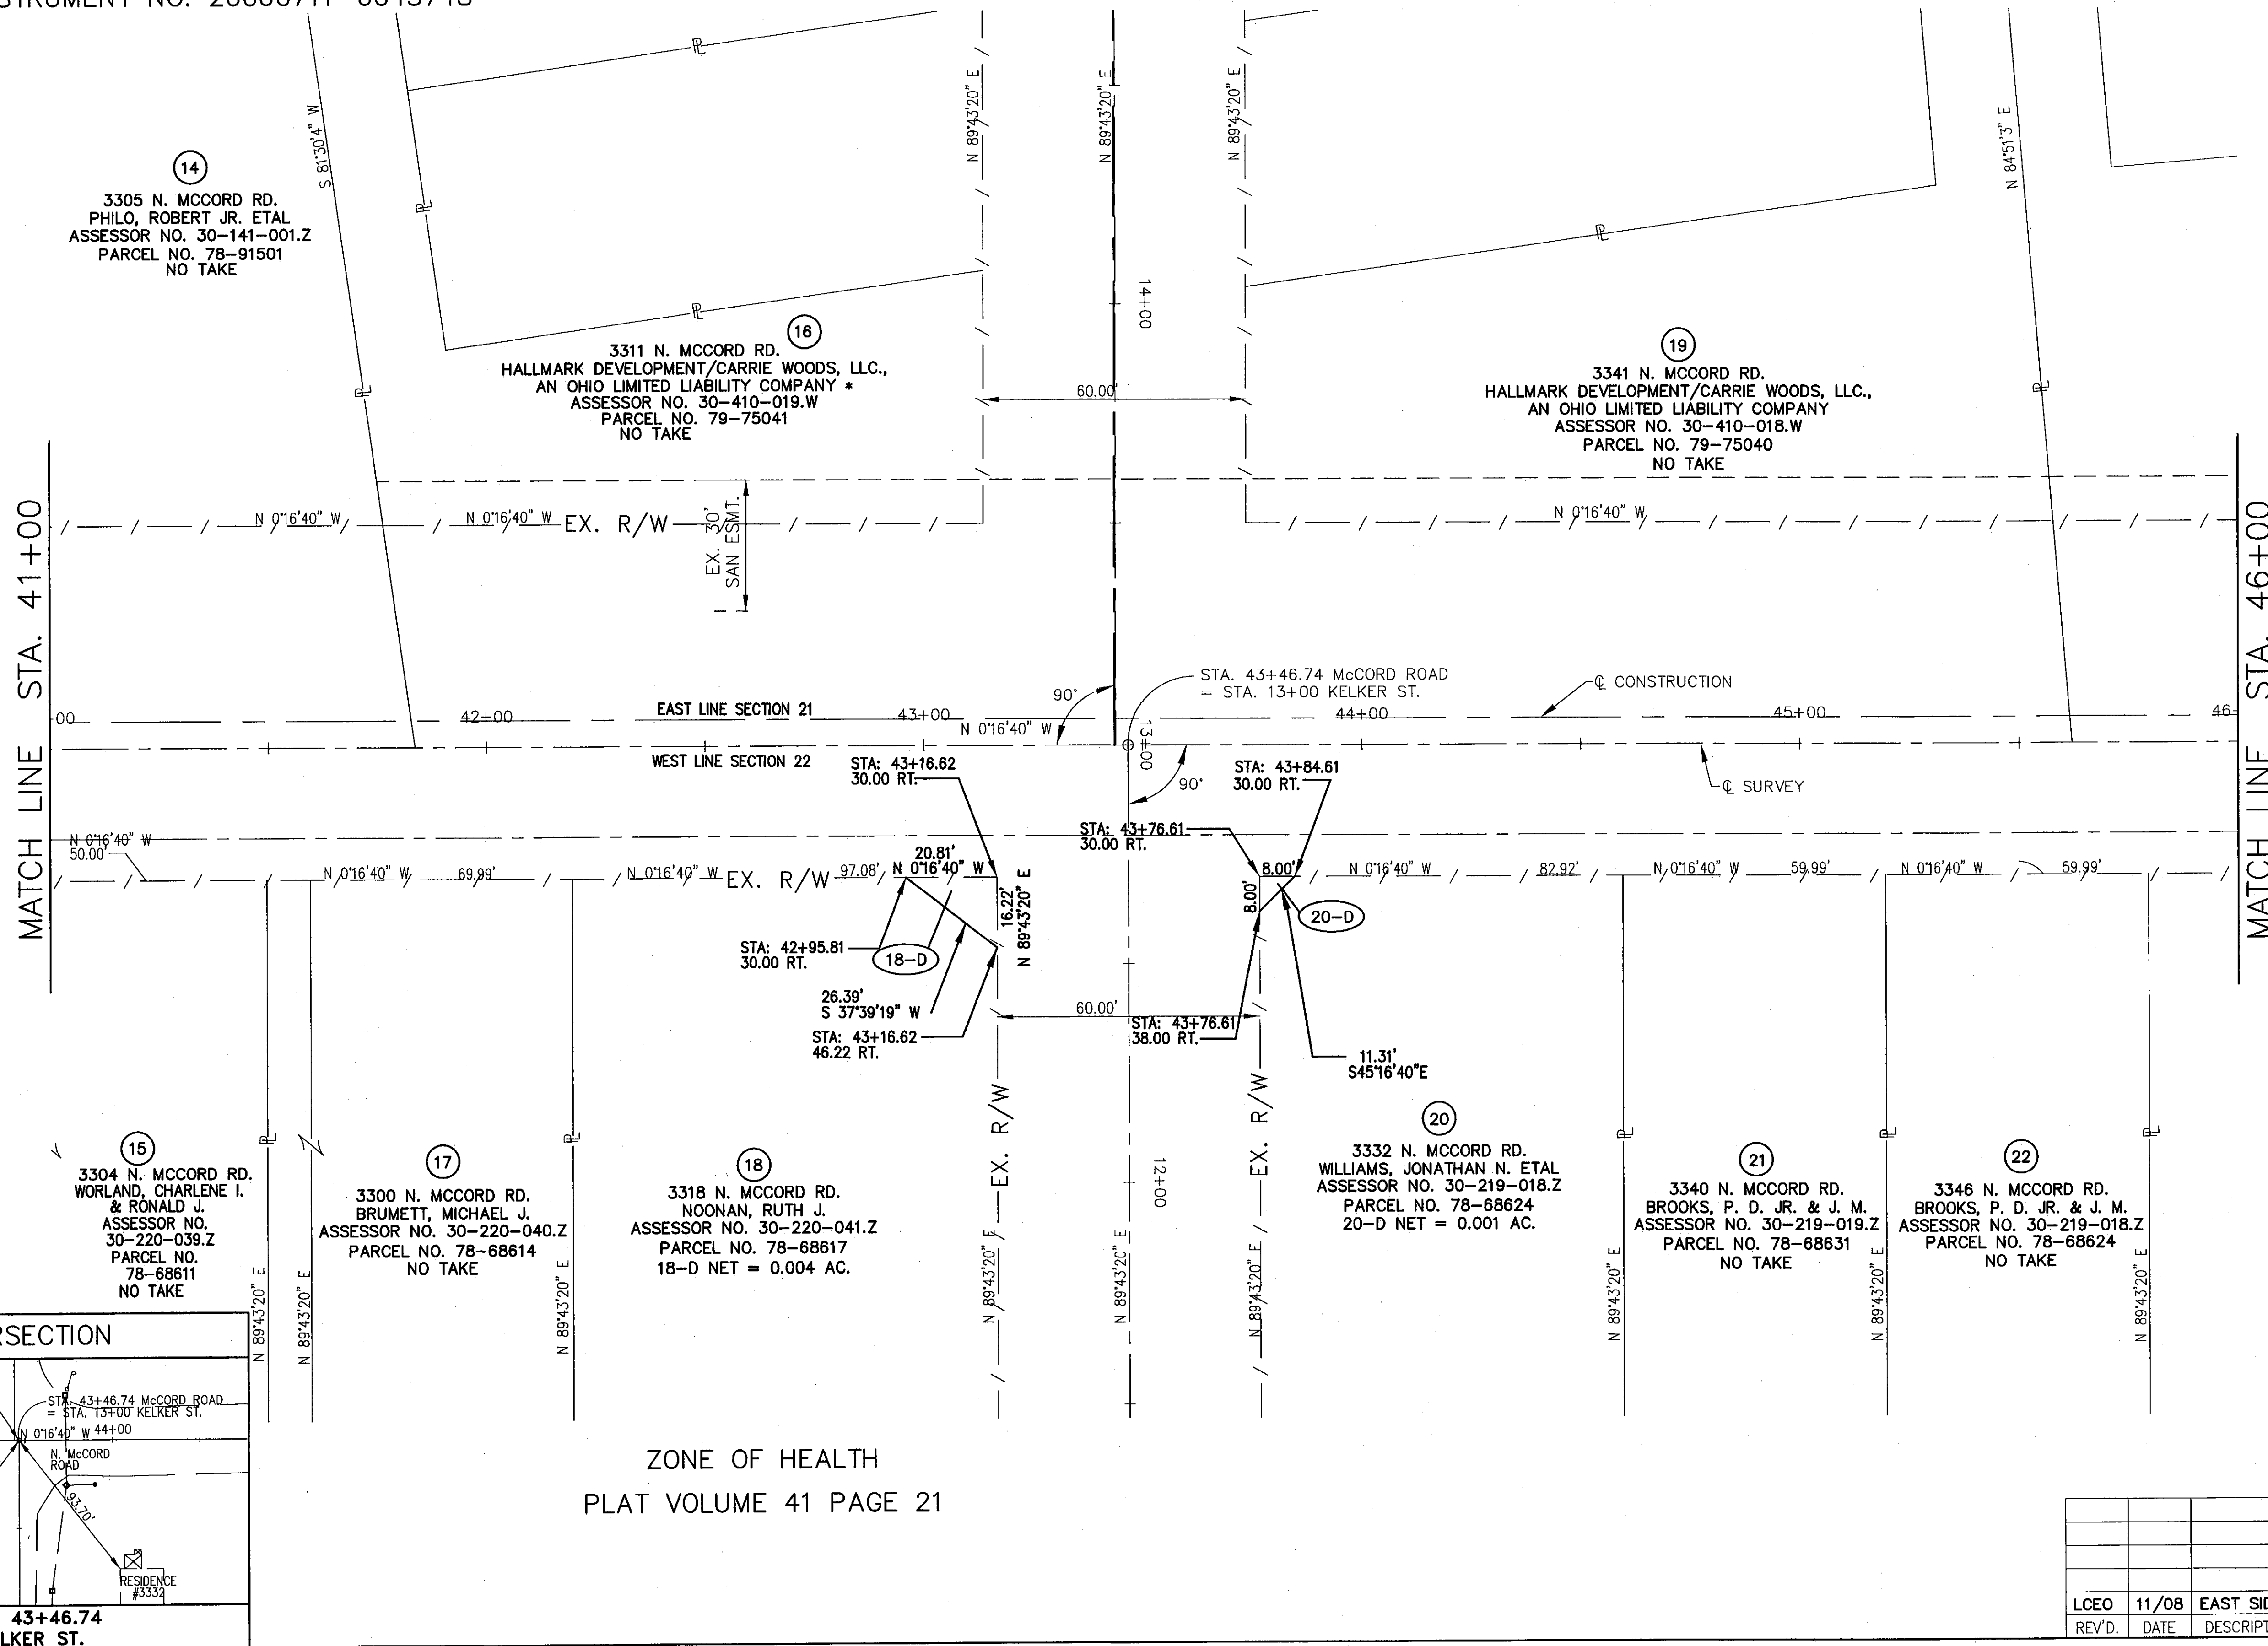 S 81°30'4" W
N 89°43'20" E
N 89°43'20" E
N 89°43'20" E
N 84°51'3" E
14
3305 N. MCCORD RD.
PHILO, ROBERT JR. ETAL
ASSESSOR NO. 30-141-001.Z
PARCEL NO. 78-91501
NO TAKE
16
3311 N. MCCORD RD.
HALLMARK DEVELOPMENT/CARRIE WOODS, LLC.,
AN OHIO LIMITED LIABILITY COMPANY *
ASSESSOR NO. 30-410-019.W
PARCEL NO. 79-75041
NO TAKE
14+00
60.00'
19
3341 N. MCCORD RD.
HALLMARK DEVELOPMENT/CARRIE WOODS, LLC.,
AN OHIO LIMITED LIABILITY COMPANY
ASSESSOR NO. 30-410-018.W
PARCEL NO. 79-75040
NO TAKE
MATCH LINE STA. 41+00
N 0°16'40" W
N 0°16'40" W
EX. R/W
EX. 30'
SAN ESMT.
N 0°16'40" W
MATCH LINE STA. 46+00
STA. 43+46.74 McCORD ROAD
= STA. 13+00 KELKER ST.
℄ CONSTRUCTION
90°
00
42+00
EAST LINE SECTION 21
43+00
N 0°16'40" W
13+00
44+00
45+00
46
WEST LINE SECTION 22
STA: 43+16.62
30.00 RT.
90°
STA: 43+84.61
30.00 RT.
℄ SURVEY
STA: 43+76.61
30.00 RT.
N 0°16'40" W
50.00'
N 0°16'40" W
69.99'
N 0°16'40" W
EX. R/W
97.08'
20.81'
N 0°16'40" W
8.00'
N 0°16'40" W
82.92'
N 0°16'40" W
59.99'
N 0°16'40" W
59.99'
16.22'
N 89°43'20" E
8.00'
20-D
STA: 42+95.81
30.00 RT.
18-D
26.39'
S 37°39'19" W
STA: 43+16.62
46.22 RT.
60.00'
STA: 43+76.61
38.00 RT.
11.31'
S45°16'40"E
EX. R/W
EX. R/W
12+00
15
3304 N. MCCORD RD.
WORLAND, CHARLENE I.
& RONALD J.
ASSESSOR NO.
30-220-039.Z
PARCEL NO.
78-68611
NO TAKE
17
3300 N. MCCORD RD.
BRUMETT, MICHAEL J.
ASSESSOR NO. 30-220-040.Z
PARCEL NO. 78-68614
NO TAKE
18
3318 N. MCCORD RD.
NOONAN, RUTH J.
ASSESSOR NO. 30-220-041.Z
PARCEL NO. 78-68617
18-D NET = 0.004 AC.
20
3332 N. MCCORD RD.
WILLIAMS, JONATHAN N. ETAL
ASSESSOR NO. 30-219-018.Z
PARCEL NO. 78-68624
20-D NET = 0.001 AC.
21
3340 N. MCCORD RD.
BROOKS, P. D. JR. & J. M.
ASSESSOR NO. 30-219-019.Z
PARCEL NO. 78-68631
NO TAKE
22
3346 N. MCCORD RD.
BROOKS, P. D. JR. & J. M.
ASSESSOR NO. 30-219-018.Z
PARCEL NO. 78-68624
NO TAKE
N 89°43'20" E
N 89°43'20" E
N 89°43'20" E
N 89°43'20" E
N 89°43'20" E
N 89°43'20" E
N 89°43'20" E
N 89°43'20" E
N 89°43'20" E
RSECTION
STA. 43+46.74 McCORD ROAD
= STA. 13+00 KELKER ST.
N 0°16'40" W 44+00
N. McCORD
ROAD
93.70'
RESIDENCE
#3332
43+46.74
LKER ST.
ZONE OF HEALTH
PLAT VOLUME 41 PAGE 21
LCEO 11/08 EAST SID
REV'D. DATE DESCRIPT